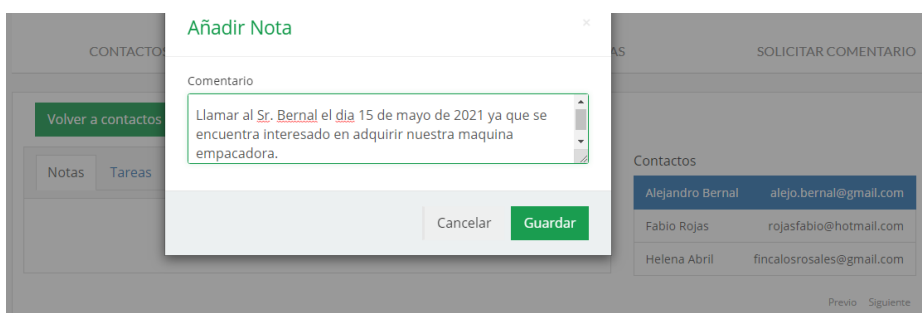 Añadir Nota
×
CONTACTOS
AS
SOLICITAR COMENTARIO
Comentario
Llamar al Sr. Bernal el dia 15 de mayo de 2021 ya que se
encuentra interesado en adquirir nuestra maquina
empacadora.
Volver a contactos
Notas Tareas
Cancelar Guardar
Contactos
Alejandro Bernal alejo.bernal@gmail.com
Fabio Rojas rojasfabio@hotmail.com
Helena Abril fincalosrosales@gmail.com
Previo Siguiente